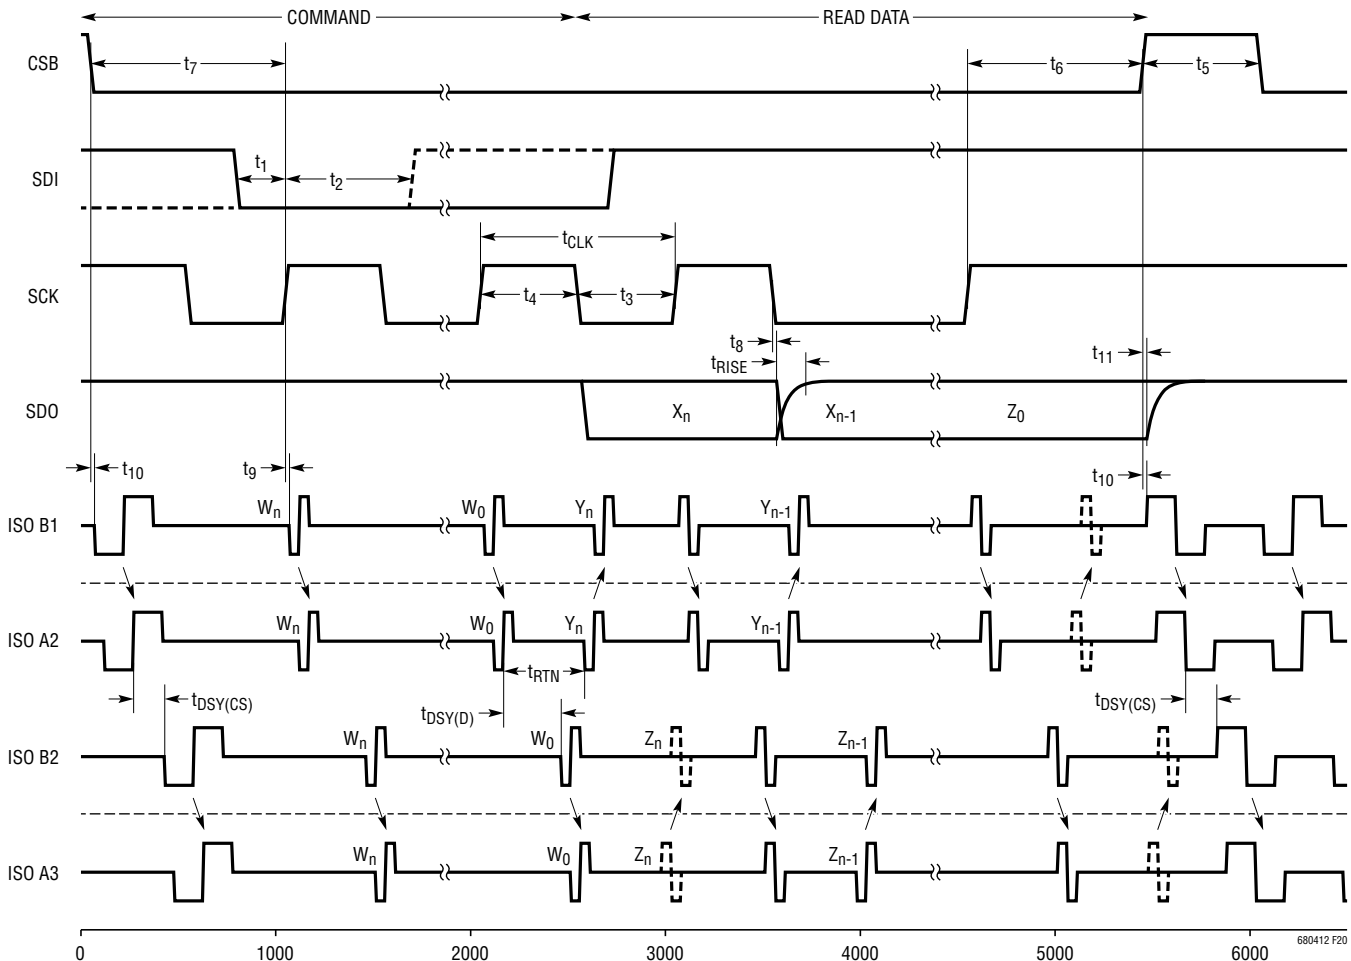 COMMAND READ DATA
CSB t7 t6 t5
SDI t1 t2
tCLK
SCK t4 t3
t8 t11
tRISE
SDO Xn Xn-1 Z0
t10 t9 t10
Wn W0 Yn Yn-1
ISO B1
Wn W0 Yn Yn-1
ISO A2
tRTN
tDSY(CS) tDSY(D) tDSY(CS)
Wn W0 Zn Zn-1
ISO B2
Wn W0 Zn Zn-1
ISO A3
680412 F20
0 1000 2000 3000 4000 5000 6000